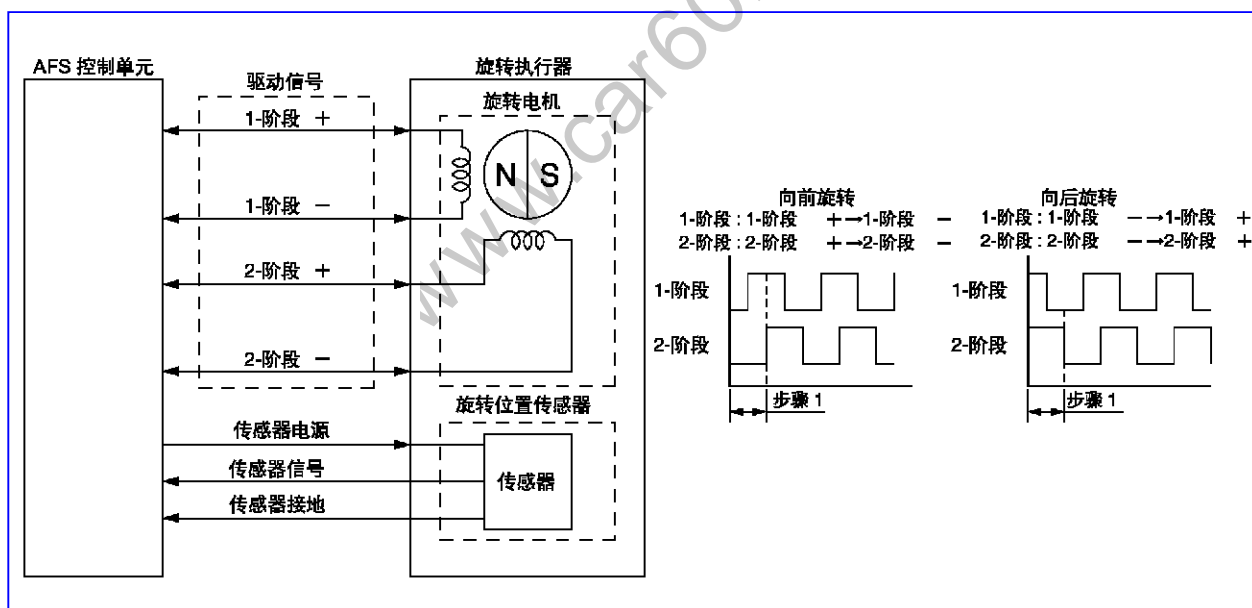 www.car60
AFS 控制单元
驱动信号
旋转执行器
旋转电机
1-阶段 +
N S
1-阶段 −
2-阶段 +
2-阶段 −
旋转位置传感器
传感器电源
传感器信号
传感器接地
传感器
向前旋转
1-阶段 : 1-阶段 +→1-阶段 −
2-阶段 : 2-阶段 +→2-阶段 −
1-阶段
2-阶段
步骤 1
向后旋转
1-阶段 : 1-阶段 −→1-阶段 +
2-阶段 : 2-阶段 −→2-阶段 +
1-阶段
2-阶段
步骤 1